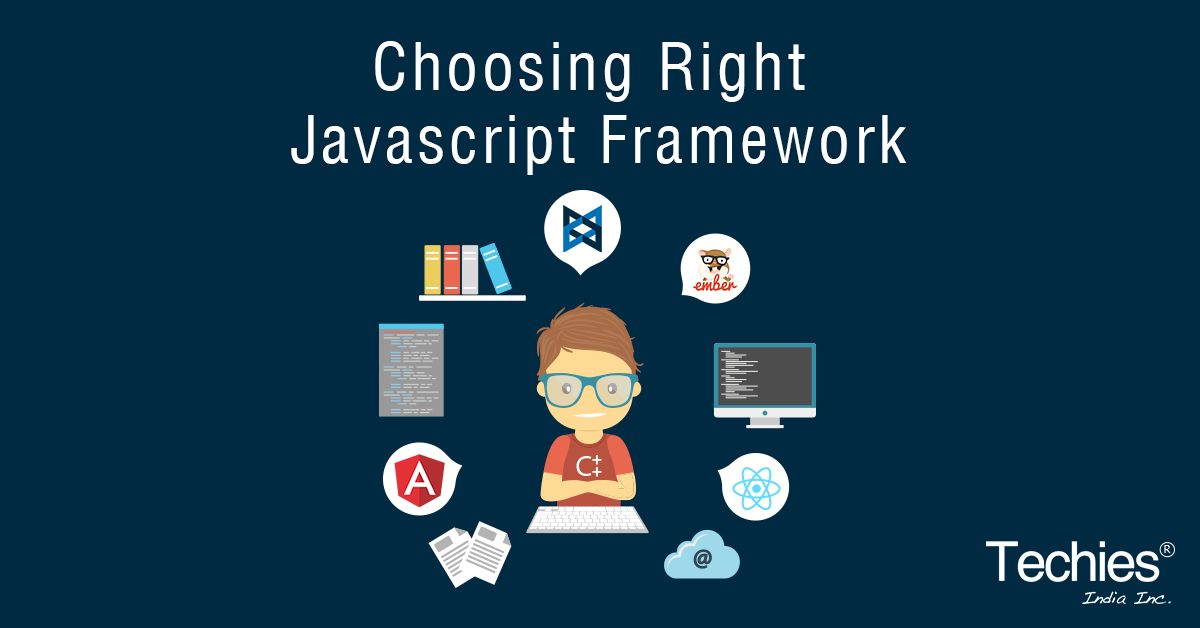 Choosing Right
Javascript Framework
ember
C++
A
@
Techies®
India Inc.